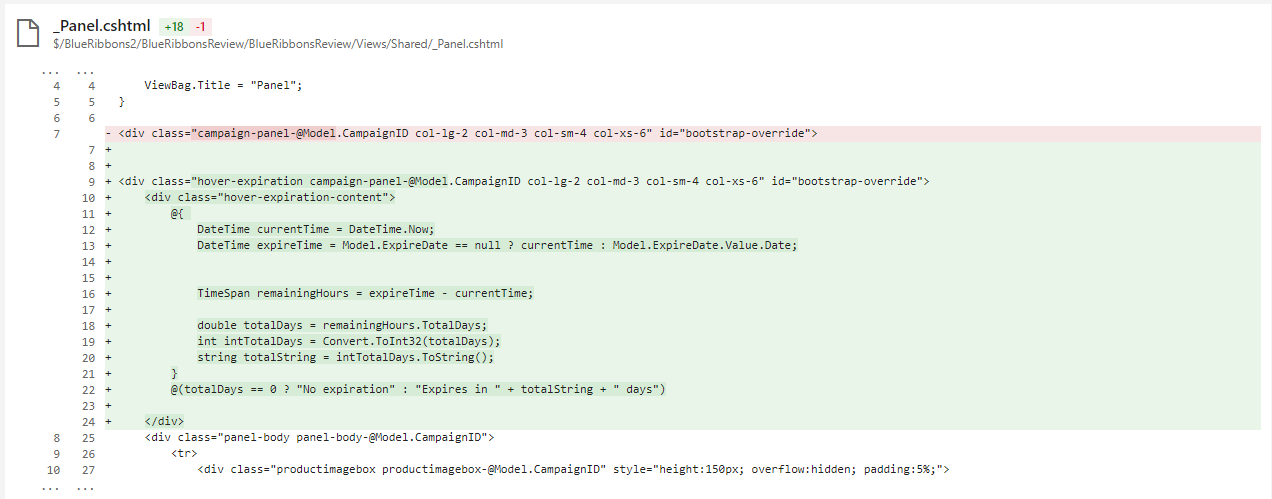 _Panel.cshtml +18 -1
$/BlueRibbons2/BlueRibbonsReview/BlueRibbonsReview/Views/Shared/_Panel.cshtml
... ...
4 4 ViewBag.Title = "Panel";
5 5 }
6 6
7 - <div class="campaign-panel-@Model.CampaignID col-lg-2 col-md-3 col-sm-4 col-xs-6" id="bootstrap-override">
7 +
8 +
9 + <div class="hover-expiration campaign-panel-@Model.CampaignID col-lg-2 col-md-3 col-sm-4 col-xs-6" id="bootstrap-override">
10 + <div class="hover-expiration-content">
11 + @{
12 + DateTime currentTime = DateTime.Now;
13 + DateTime expireTime = Model.ExpireDate == null ? currentTime : Model.ExpireDate.Value.Date;
14 +
15 +
16 + TimeSpan remainingHours = expireTime - currentTime;
17 +
18 + double totalDays = remainingHours.TotalDays;
19 + int intTotalDays = Convert.ToInt32(totalDays);
20 + string totalString = intTotalDays.ToString();
21 + }
22 + @(totalDays == 0 ? "No expiration" : "Expires in " + totalString + " days")
23 +
24 + </div>
8 25 <div class="panel-body panel-body-@Model.CampaignID">
9 26 <tr>
10 27 <div class="productimagebox productimagebox-@Model.CampaignID" style="height:150px; overflow:hidden; padding:5%;">
... ...